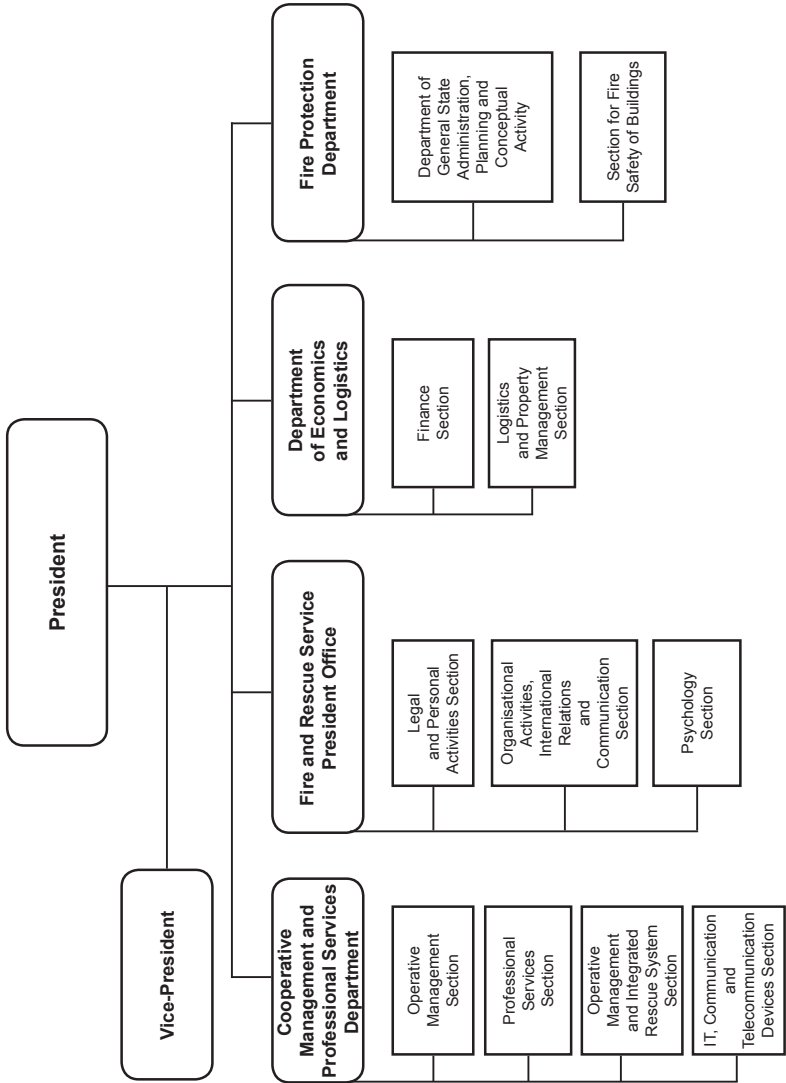 President
Vice-President
Cooperative
Management and
Professional Services
Department
Operative
Management
Section
Professional
Services
Section
Operative
Management
and Integrated
Rescue System
Section
IT, Communication
and
Telecommunication
Devices Section
Fire and Rescue Service
President Office
Legal
and Personal
Activities Section
Organisational
Activities,
International
Relations
and
Communication
Section
Psychology
Section
Department
of Economics
and Logistics
Finance
Section
Logistics
and Property
Management
Section
Fire Protection
Department
Department of
General State
Administration,
Planning and
Conceptual
Activity
Section for Fire
Safety of Buildings